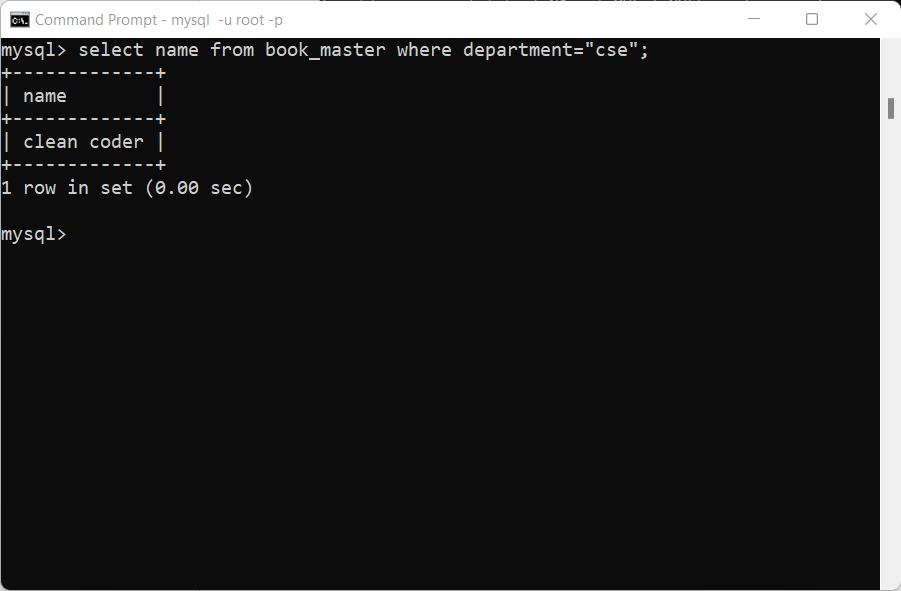 Command Prompt - mysql  -u root -p
mysql> select name from book_master where department="cse";
+-------------+
| name        |
+-------------+
| clean coder |
+-------------+
1 row in set (0.00 sec)
mysql>